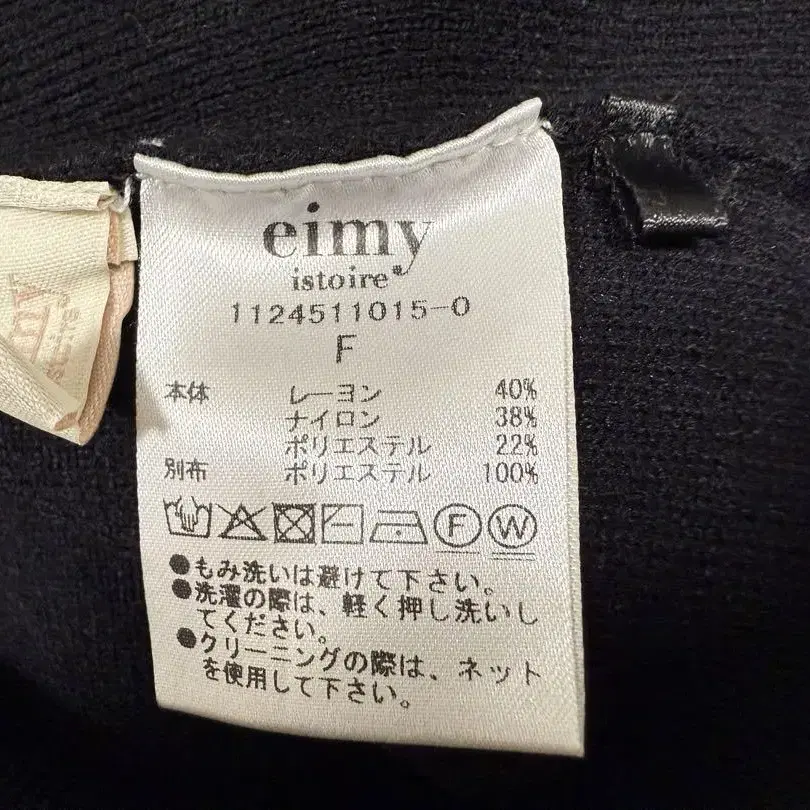 eimy
istoire
1124511015-0
F
本体 レーヨン 40%
ナイロン 38%
ポリエステル 22%
別布 ポリエステル 100%
F W
●もみ洗いは避けて下さい。
●洗濯の際は、軽く押し洗いし
てください。
●クリーニングの際は、ネット
を使用して下さい。